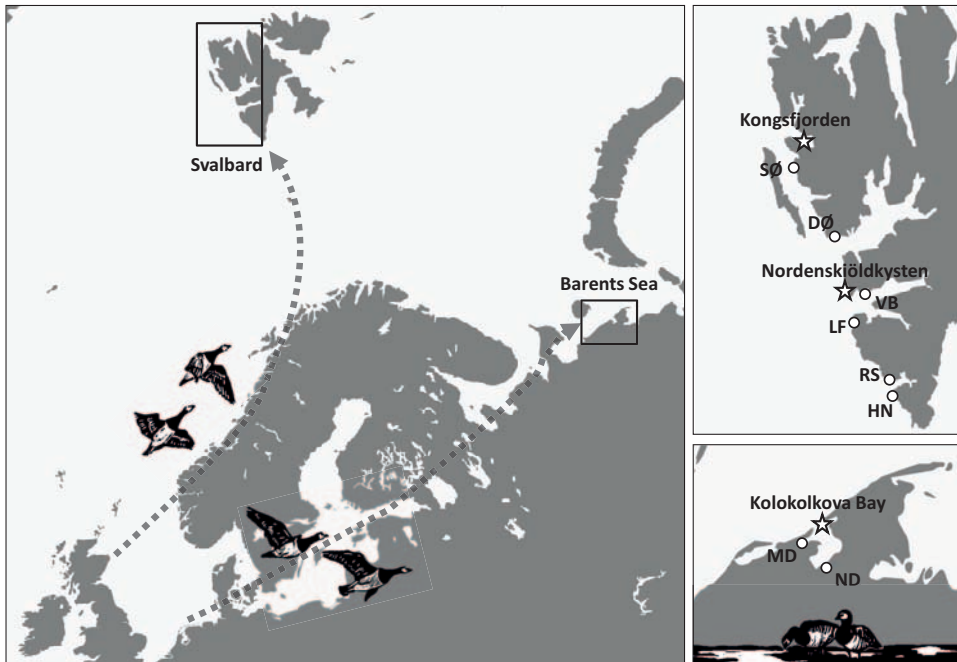 Svalbard
Barents Sea
Kongsfjorden
SØ
DØ
Nordenskiöldkysten
VB
LF
RS
HN
Kolokolkova Bay
MD
ND